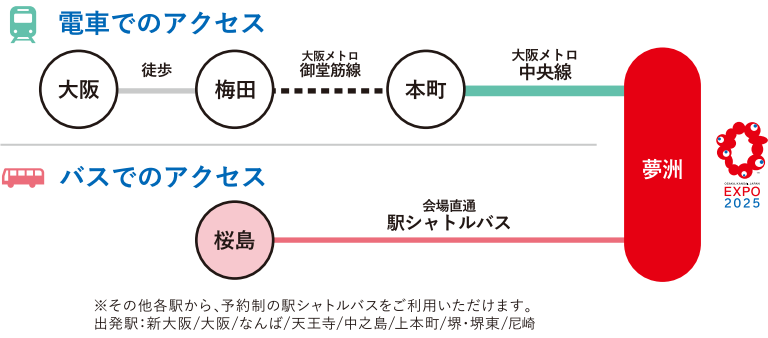 電車でのアクセス
大阪
徒歩
梅田
大阪メトロ
御堂筋線
本町
大阪メトロ
中央線
夢洲
バスでのアクセス
桜島
会場直通
駅シャトルバス
OSAKA, KANSAI, JAPAN
EXPO
2025
※その他各駅から、予約制の駅シャトルバスをご利用いただけます。
出発駅：新大阪/大阪/なんば/天王寺/中之島/上本町/堺・堺東/尼崎